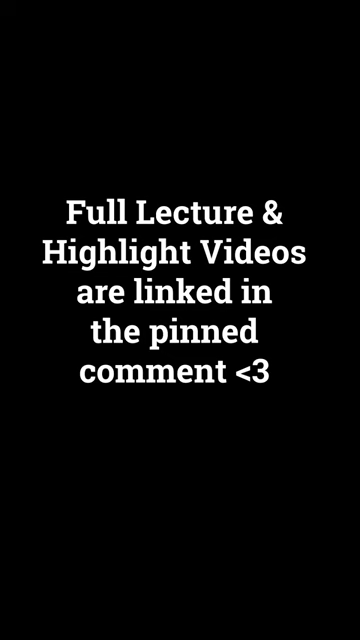 Full Lecture &
Highlight Videos
are linked in
the pinned
comment <3